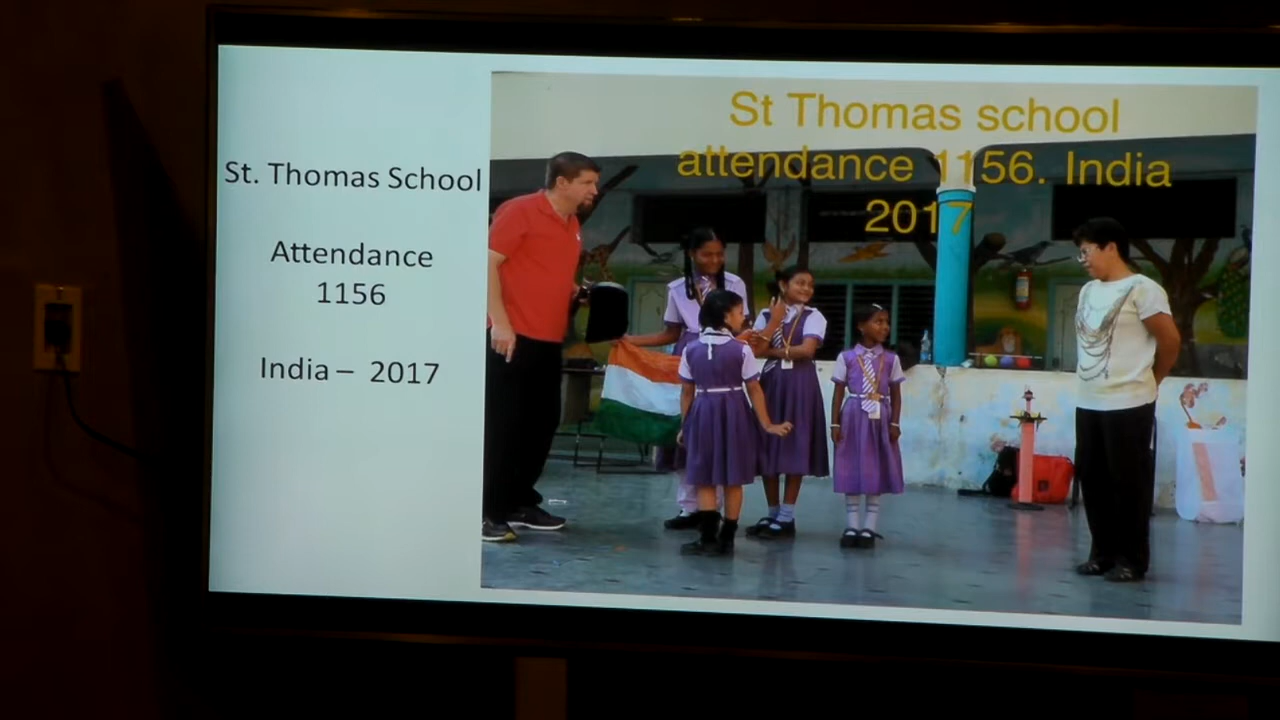 St. Thomas School
Attendance
1156
India – 2017
St Thomas school
attendance 1156. India
2017